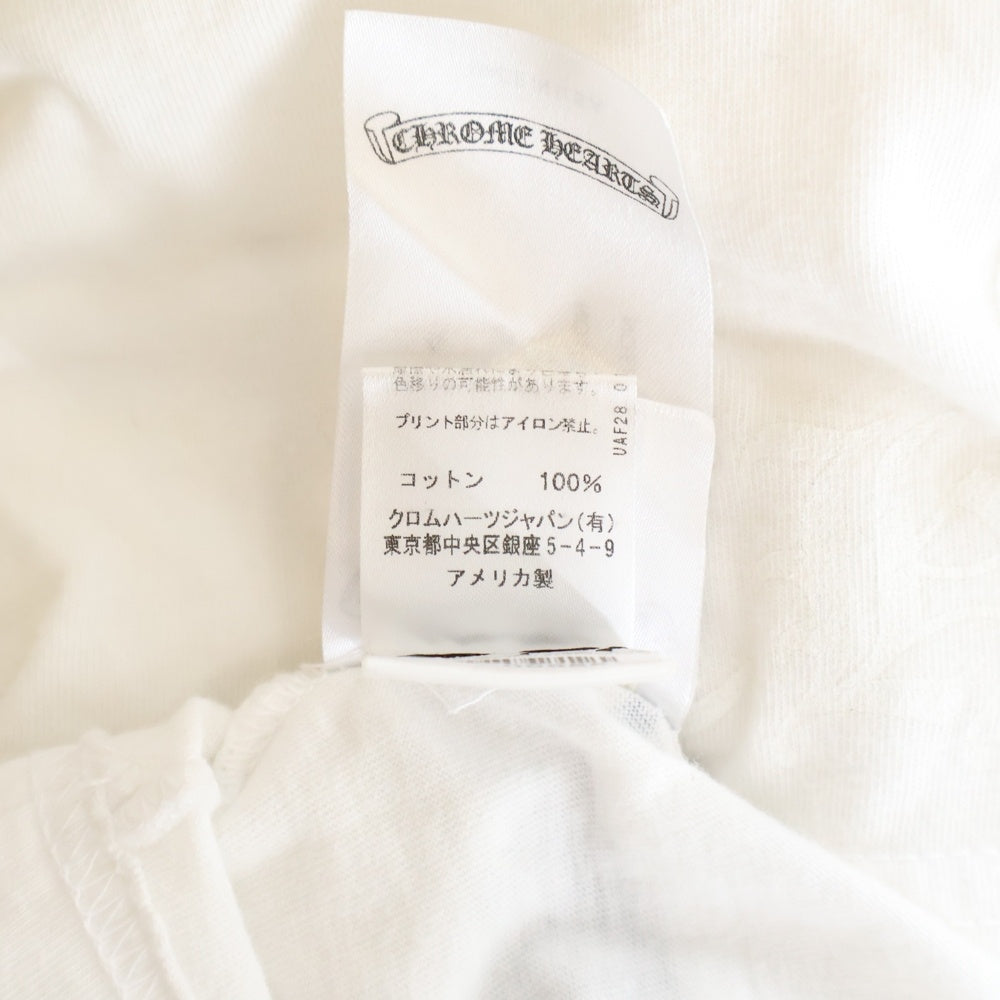 CHROME HEARTS
色移りの可能性があります。
プリント部分はアイロン禁止。
UAF28 0
コットン 100%
クロムハーツジャパン(有)
東京都中央区銀座5-4-9
アメリカ製